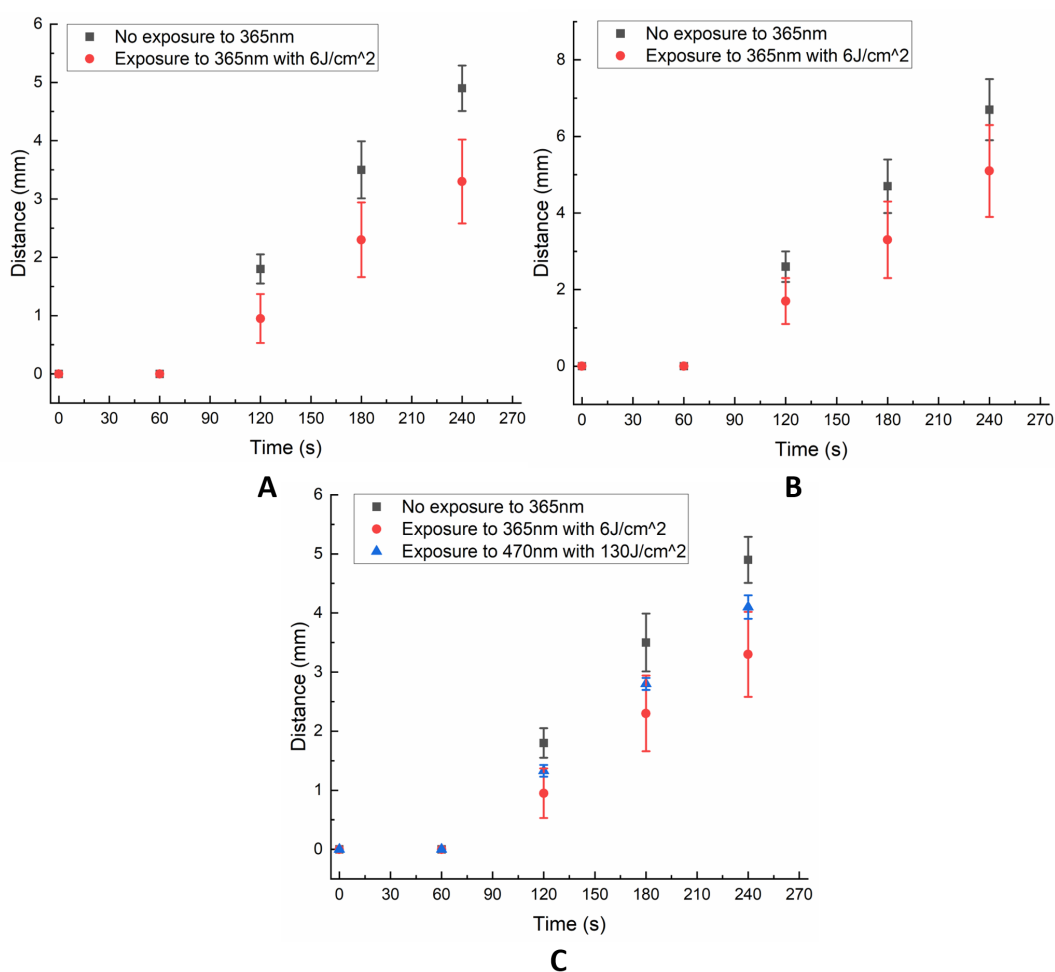 No exposure to 365nm
Exposure to 365nm with 6J/cm^2
6
5
4
3
2
1
0
Distance (mm)
0 30 60 90 120 150 180 210 240 270
Time (s)
A
No exposure to 365nm
Exposure to 365nm with 6J/cm^2
8
6
4
2
0
Distance (mm)
0 30 60 90 120 150 180 210 240 270
Time (s)
B
No exposure to 365nm
Exposure to 365nm with 6J/cm^2
Exposure to 470nm with 130J/cm^2
6
5
4
3
2
1
0
Distance (mm)
0 30 60 90 120 150 180 210 240 270
Time (s)
C